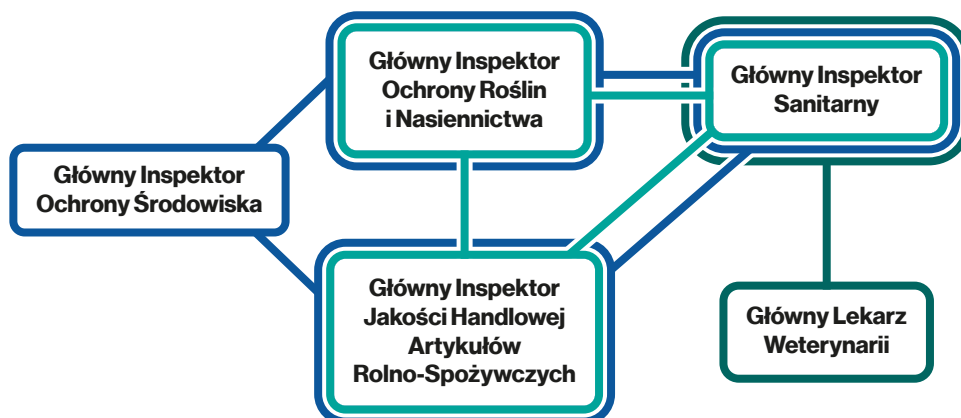 Główny Inspektor
Ochrony Roślin
i Nasiennictwa
Główny Inspektor
Sanitarny
Główny Inspektor
Ochrony Środowiska
Główny Inspektor
Jakości Handlowej
Artykułów
Rolno-Spożywczych
Główny Lekarz
Weterynarii